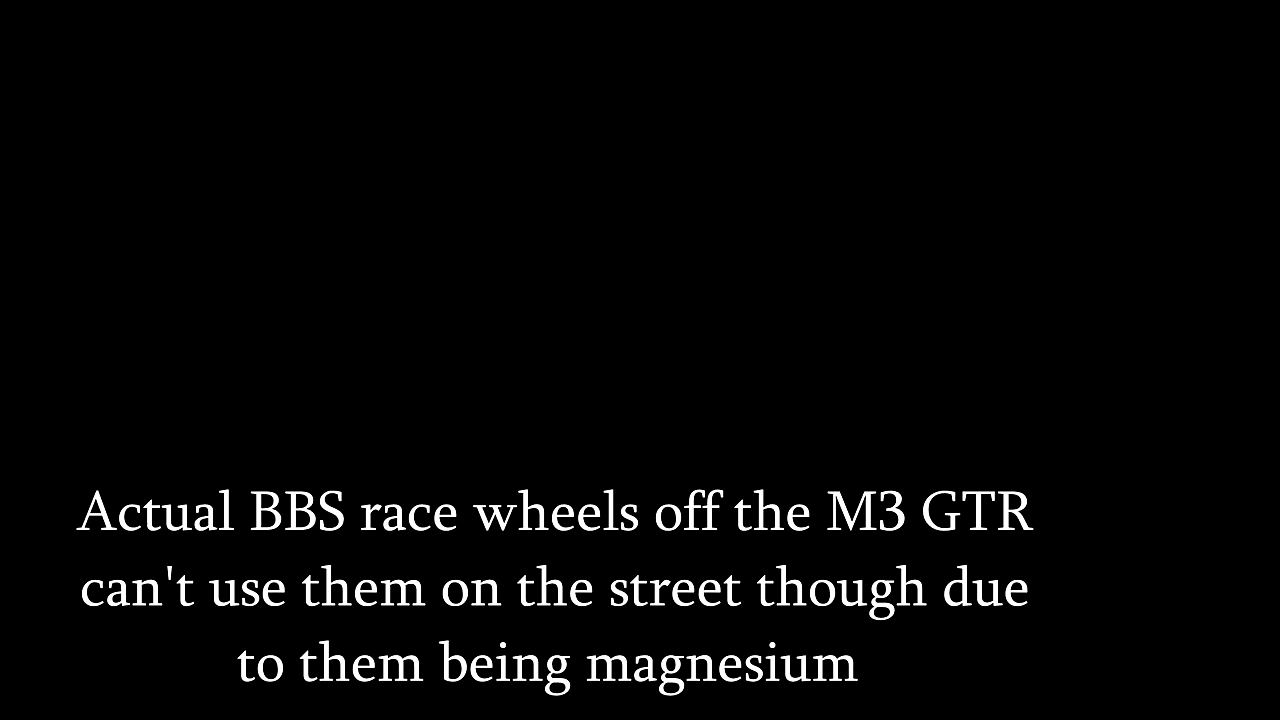 Actual BBS race wheels off the M3 GTR
can't use them on the street though due
to them being magnesium